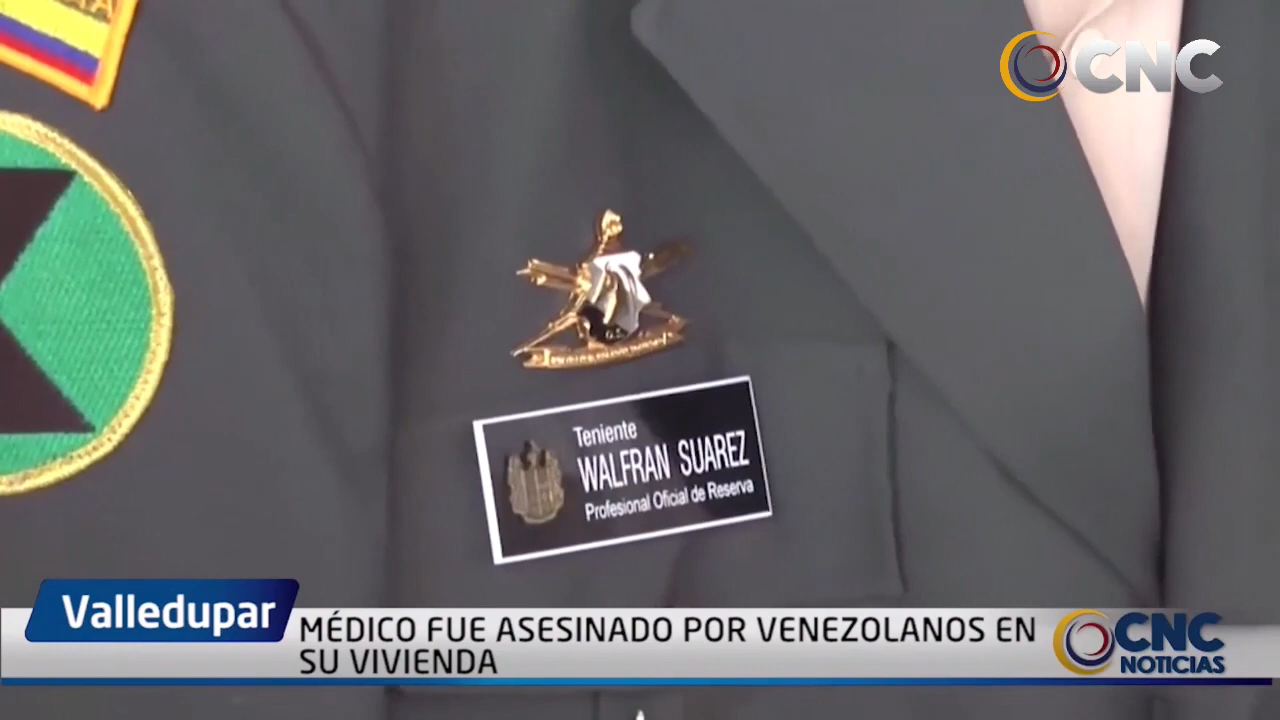 CNC
Teniente
WALFRAN SUAREZ
Profesional Oficial de Reserva
Valledupar
MÉDICO FUE ASESINADO POR VENEZOLANOS EN
SU VIVIENDA
CNC
NOTICIAS